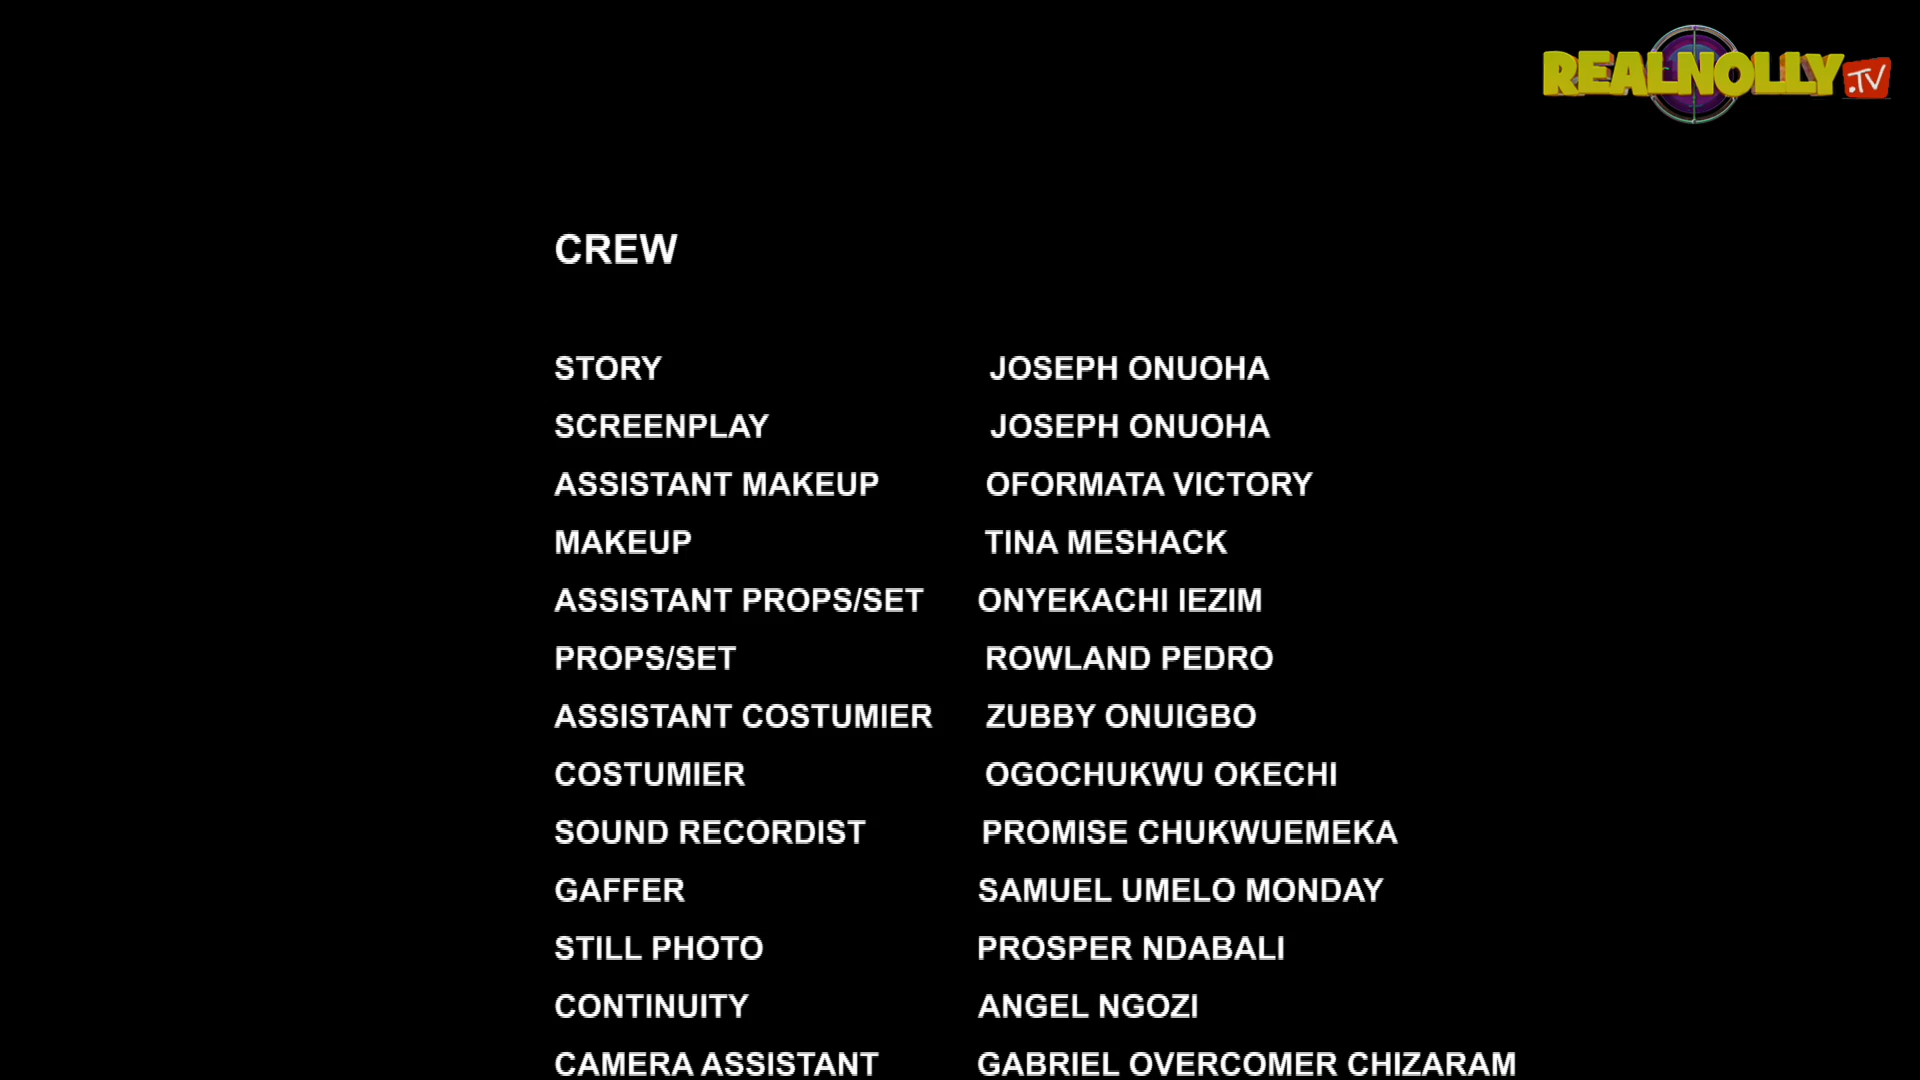 REALNOLLY.TV
CREW
STORY JOSEPH ONUOHA
SCREENPLAY JOSEPH ONUOHA
ASSISTANT MAKEUP OFORMATA VICTORY
MAKEUP TINA MESHACK
ASSISTANT PROPS/SET ONYEKACHI IEZIM
PROPS/SET ROWLAND PEDRO
ASSISTANT COSTUMIER ZUBBY ONUIGBO
COSTUMIER OGOCHUKWU OKECHI
SOUND RECORDIST PROMISE CHUKWUEMEKA
GAFFER SAMUEL UMELO MONDAY
STILL PHOTO PROSPER NDABALI
CONTINUITY ANGEL NGOZI
CAMERA ASSISTANT GABRIEL OVERCOMER CHIZARAM